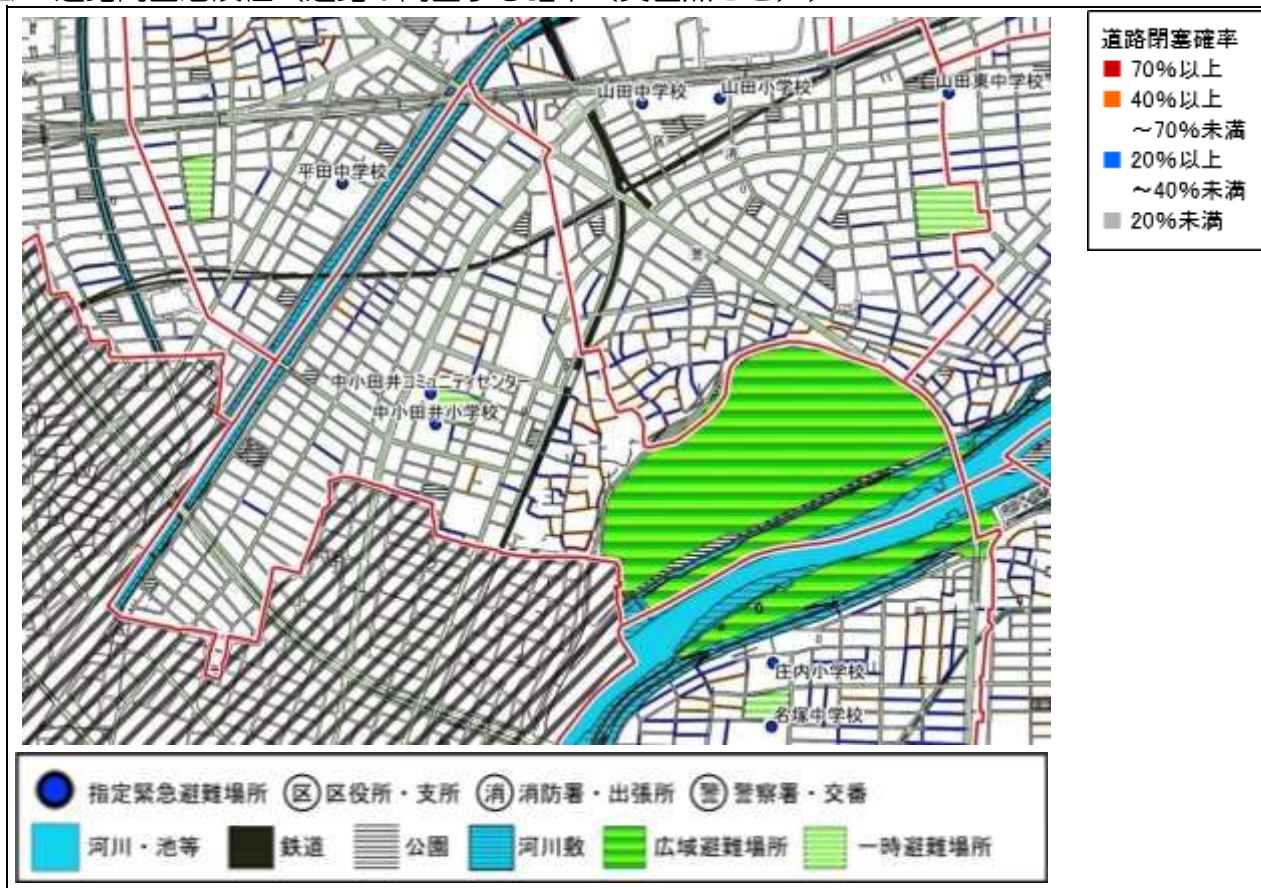 道路閉塞確率
70%以上
40%以上
～70%未満
20%以上
～40%未満
20%未満
山田中学校
山田小学校
山田東中学校
区
消
平田中学校
警
中小田井コミュニティセンター
中小田井小学校
庄内小学校
名塚中学校
指定緊急避難場所
区 区役所・支所
消 消防署・出張所
警 警察署・交番
河川・池等
鉄道
公園
河川敷
広域避難場所
一時避難場所